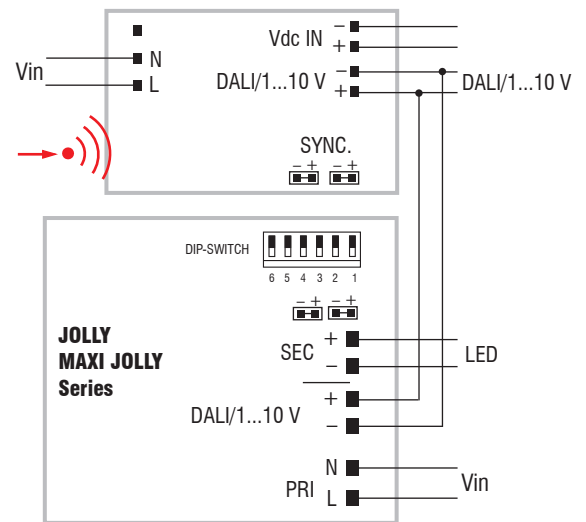 Vdc IN
−
+
N
Vin
L
DALI/1...10 V
−
+
DALI/1...10 V
SYNC.
− +
− +
DIP-SWITCH
6 5 4 3 2 1
− +
− +
JOLLY
MAXI JOLLY
Series
SEC
+
−
LED
DALI/1...10 V
+
−
PRI
N
L
Vin